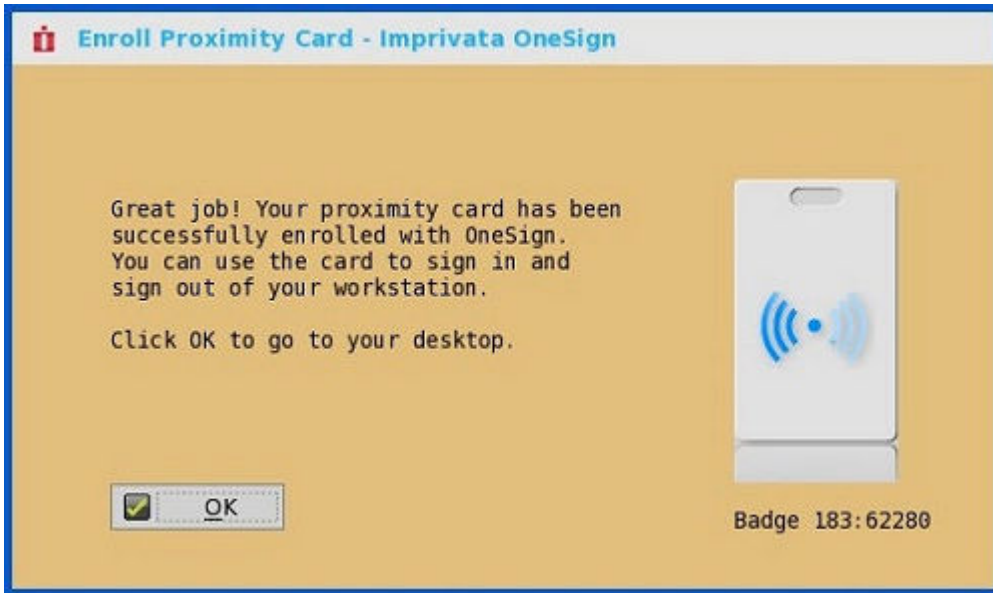 Enroll Proximity Card - Imprivata OneSign
Great job! Your proximity card has been
successfully enrolled with OneSign.
You can use the card to sign in and
sign out of your workstation.
Click OK to go to your desktop.
OK
Badge 183:62280